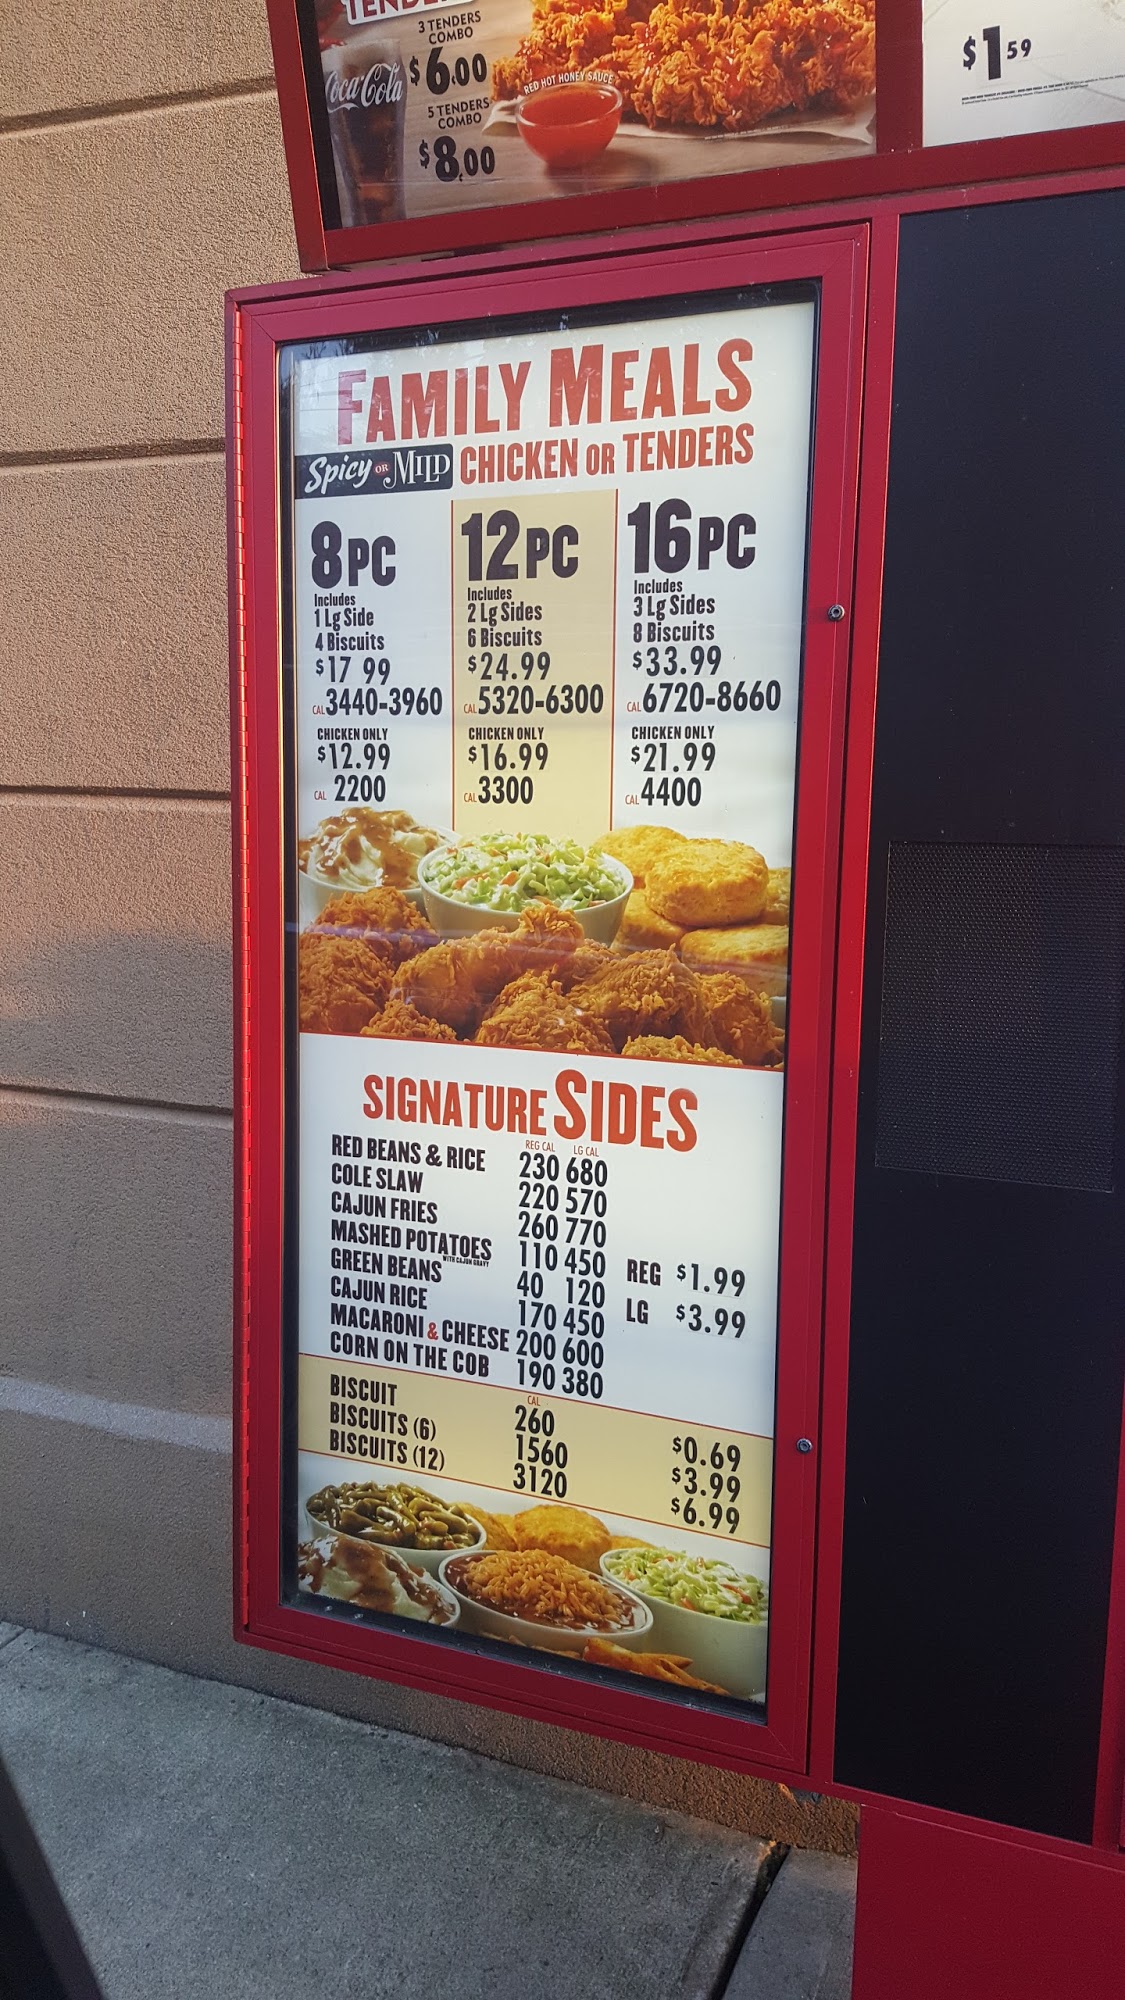 3 TENDERS
COMBO
$6.00
Coca-Cola
5 TENDERS
COMBO
$8.00
RED HOT HONEY SAUCE
$1 59
FAMILY MEALS
Spicy OR MILD CHICKEN OR TENDERS
8PC
Includes
1 Lg Side
4 Biscuits
$17 99
CAL 3440-3960
CHICKEN ONLY
$12.99
CAL 2200
12PC
Includes
2 Lg Sides
6 Biscuits
$24.99
CAL 5320-6300
CHICKEN ONLY
$16.99
CAL 3300
16PC
Includes
3 Lg Sides
8 Biscuits
$33.99
CAL 6720-8660
CHICKEN ONLY
$21.99
CAL 4400
SIGNATURE SIDES
REG CAL LG CAL
RED BEANS & RICE 230 680
COLE SLAW 220 570
CAJUN FRIES 260 770
MASHED POTATOES WITH CAJUN GRAVY 110 450
GREEN BEANS 40 120
CAJUN RICE 170 450
MACARONI & CHEESE 200 600
CORN ON THE COB 190 380
REG $1.99
LG $3.99
CAL
BISCUIT 260 $0.69
BISCUITS (6) 1560 $3.99
BISCUITS (12) 3120 $6.99